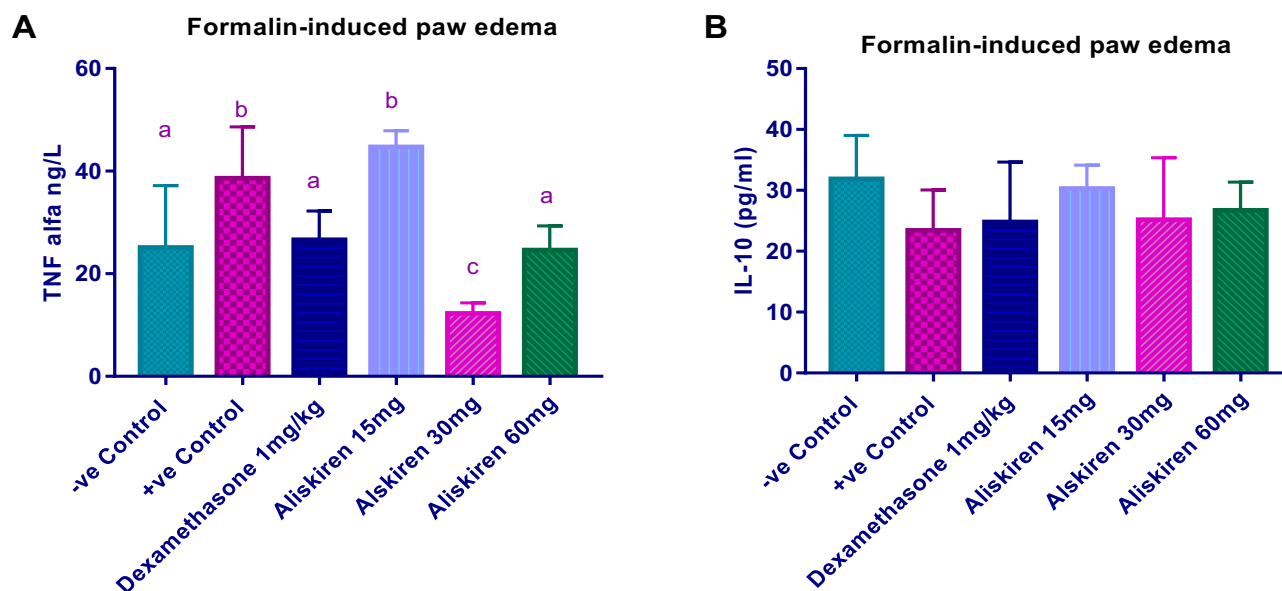 A
Formalin-induced paw edema
TNF alfa ng/L
60
40
20
0
a
b
a
b
c
a
-ve Control
+ve Control
Dexamethasone 1mg/kg
Aliskiren 15mg
Alskiren 30mg
Aliskiren 60mg
B
Formalin-induced paw edema
IL-10 (pg/ml)
50
40
30
20
10
0
-ve Control
+ve Control
Dexamethasone 1mg/kg
Aliskiren 15mg
Alskiren 30mg
Aliskiren 60mg